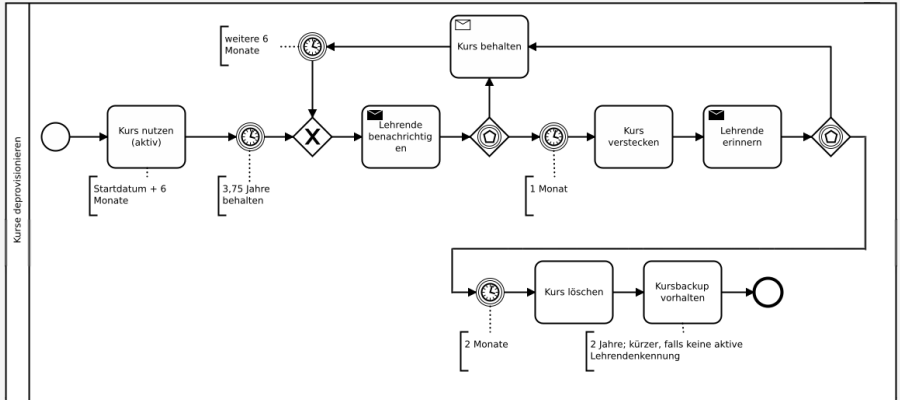 Kurse deprovisionieren
weitere 6
Monate
Kurs behalten
Kurs nutzen
(aktiv)
X
Lehrende
benachrichtig
en
Kurs
verstecken
Lehrende
erinnern
Startdatum + 6
Monate
3,75 Jahre
behalten
1 Monat
Kurs löschen
Kursbackup
vorhalten
2 Monate
2 Jahre; kürzer, falls keine aktive
Lehrendenkennung